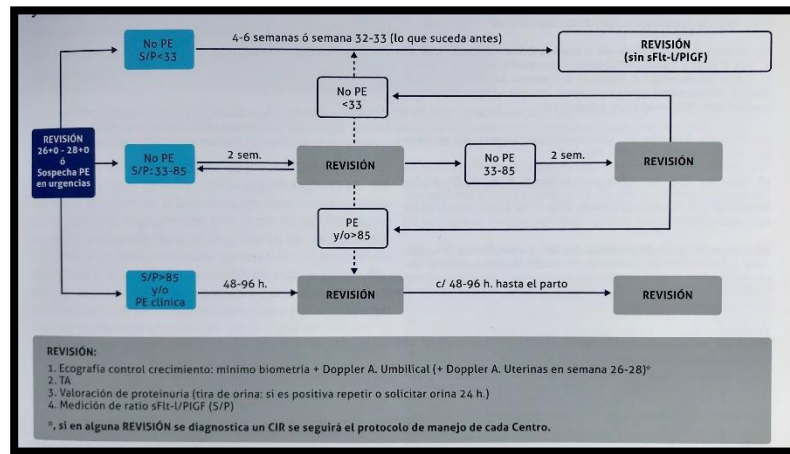 No PE
S/P<33
4-6 semanas ó semana 32-33 (lo que suceda antes)
REVISIÓN
(sin sFlt-l/PIGF)
No PE
<33
REVISIÓN
26+0 - 28+0
ó
Sospecha PE
en urgencias
No PE
S/P:33-85
2 sem.
REVISIÓN
No PE
33-85
2 sem.
REVISIÓN
PE
y/o>85
S/P>85
y/o
PE clínica
48-96 h.
REVISIÓN
c/ 48-96 h. hasta el parto
REVISIÓN
REVISIÓN:
1. Ecografía control crecimiento: mínimo biometría + Doppler A. Umbilical (+ Doppler A. Uterinas en semana 26-28)*
2. TA
3. Valoración de proteinuria (tira de orina: si es positiva repetir o solicitar orina 24 h.)
4. Medición de ratio sFlt-l/PIGF (S/P)
*, si en alguna REVISIÓN se diagnostica un CIR se seguirá el protocolo de manejo de cada Centro.